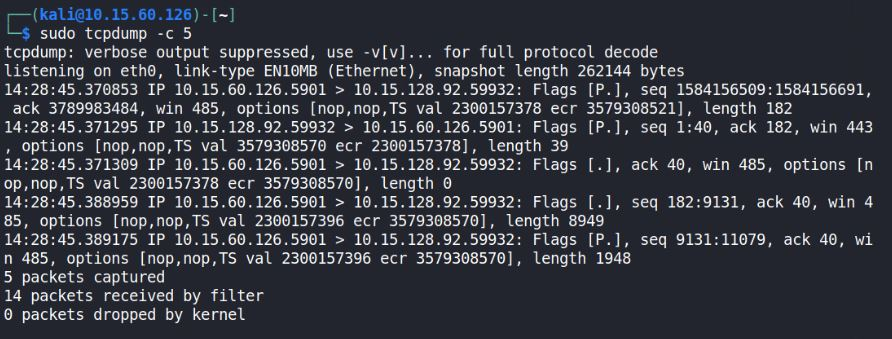 ┌──(kali@10.15.60.126)-[~]
└─$ sudo tcpdump -c 5
tcpdump: verbose output suppressed, use -v[v]... for full protocol decode
listening on eth0, link-type EN10MB (Ethernet), snapshot length 262144 bytes
14:28:45.370853 IP 10.15.60.126.5901 > 10.15.128.92.59932: Flags [P.], seq 1584156509:1584156691,
 ack 3789983484, win 485, options [nop,nop,TS val 2300157378 ecr 3579308521], length 182
14:28:45.371295 IP 10.15.128.92.59932 > 10.15.60.126.5901: Flags [P.], seq 1:40, ack 182, win 443
, options [nop,nop,TS val 3579308570 ecr 2300157378], length 39
14:28:45.371309 IP 10.15.60.126.5901 > 10.15.128.92.59932: Flags [.], ack 40, win 485, options [n
op,nop,TS val 2300157378 ecr 3579308570], length 0
14:28:45.388959 IP 10.15.60.126.5901 > 10.15.128.92.59932: Flags [.], seq 182:9131, ack 40, win 4
85, options [nop,nop,TS val 2300157396 ecr 3579308570], length 8949
14:28:45.389175 IP 10.15.60.126.5901 > 10.15.128.92.59932: Flags [P.], seq 9131:11079, ack 40, wi
n 485, options [nop,nop,TS val 2300157396 ecr 3579308570], length 1948
5 packets captured
14 packets received by filter
0 packets dropped by kernel